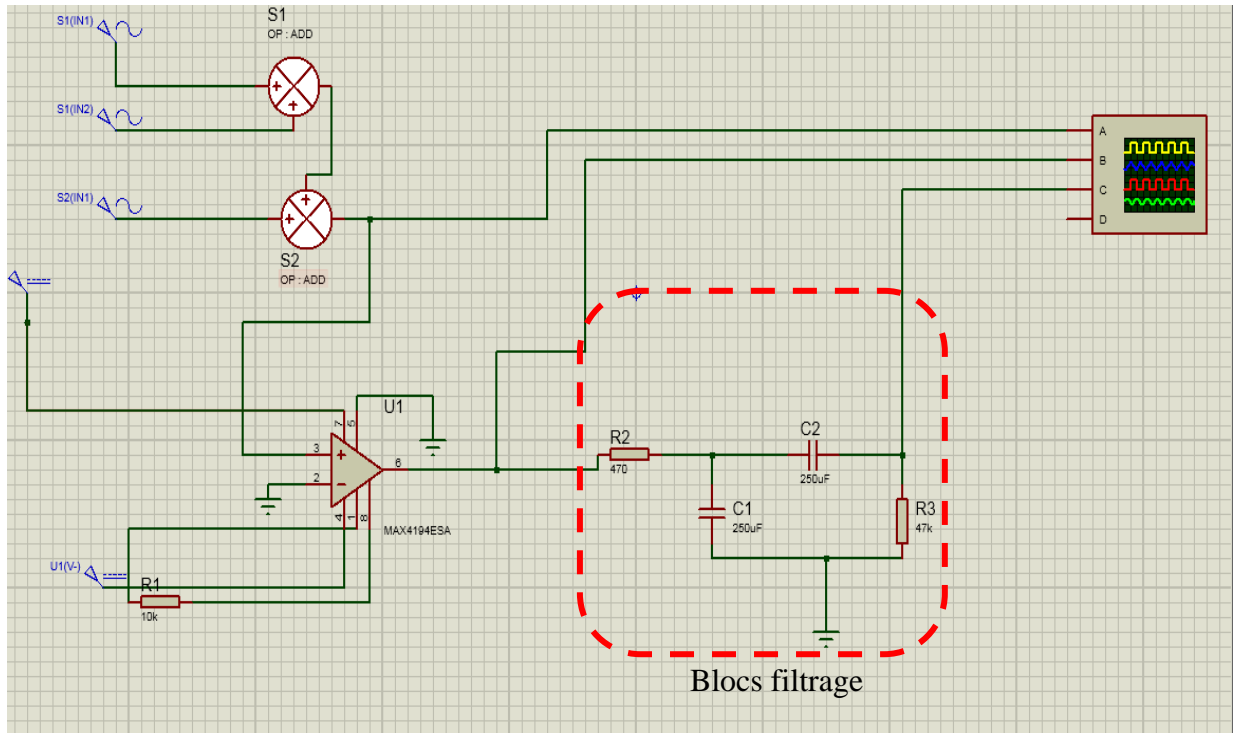 S1(IN1)
S1
OP : ADD
S1(IN2)
S2(IN1)
S2
OP : ADD
A
B
C
D
U1
7
5
3
2
6
4
1
8
MAX4194ESA
U1(V-)
R1
10k
R2
470
C1
250uF
C2
250uF
R3
47k
Blocs filtrage